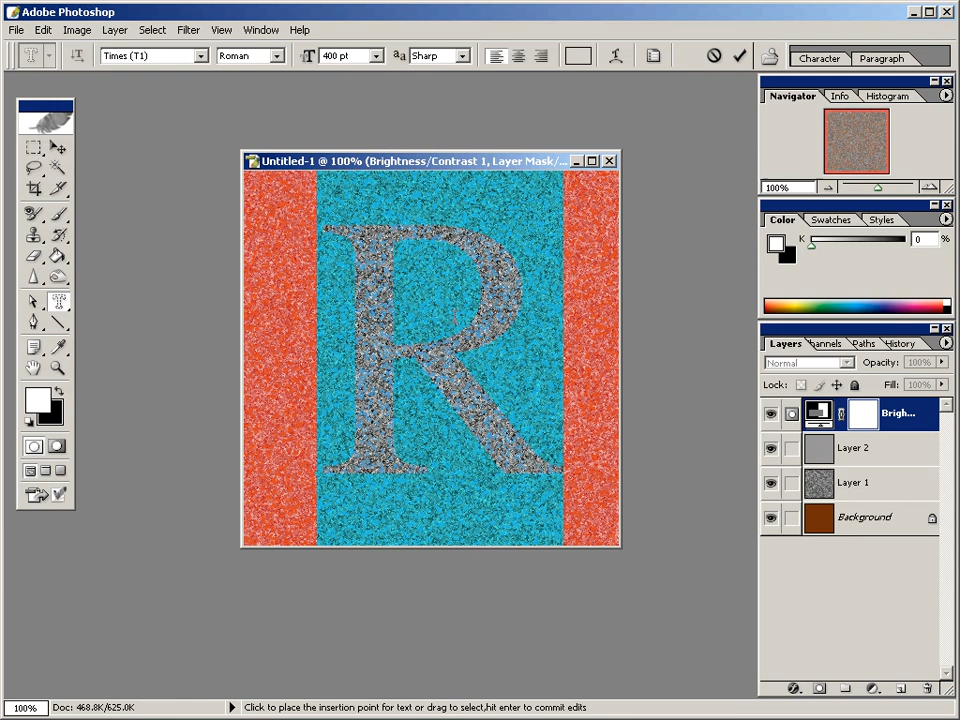 Adobe Photoshop
File Edit Image Layer Select Filter View Window Help
T T Times (T1) Roman T 400 pt aa Sharp Character Paragraph
Navigator Info Histogram
100%
Color Swatches Styles
K 0 %
Untitled-1 @ 100% (Brightness/Contrast 1, Layer Mask/...
R
Layers hannels Paths History
Normal Opacity: 100%
Lock: Fill: 100%
Brigh...
Layer 2
Layer 1
Background
100% Doc: 468.8K/625.0K Click to place the insertion point for text or drag to select,hit enter to commit edits